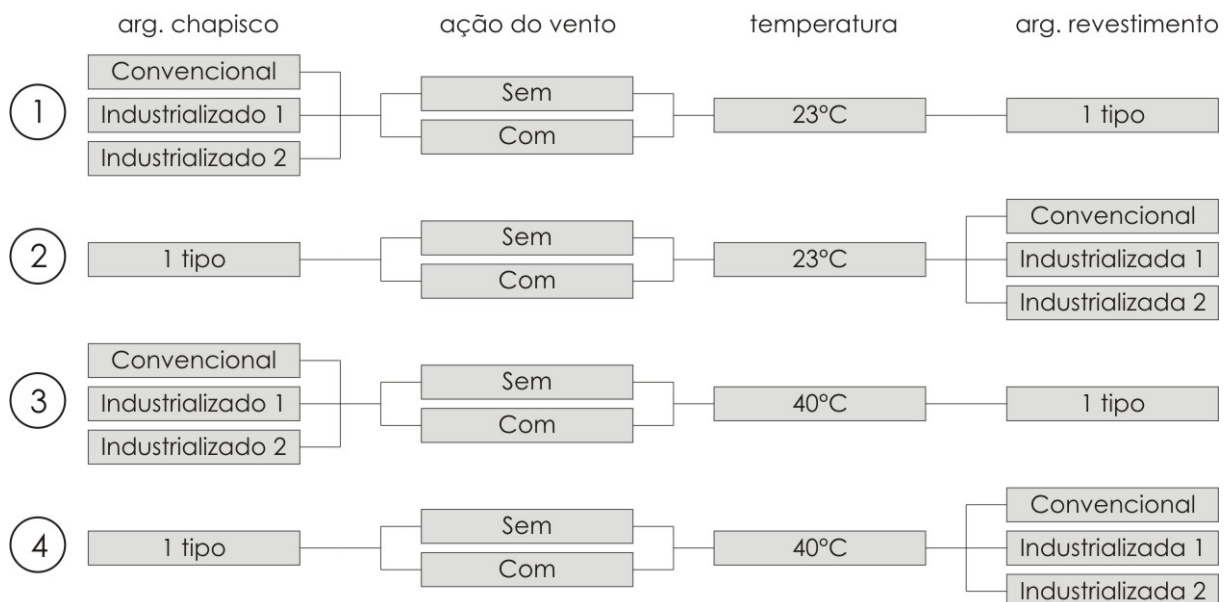 arg. chapisco ação do vento temperatura arg. revestimento
1
Convencional
Industrializado 1
Industrializado 2
Sem
Com
23°C
1 tipo
2
1 tipo
Sem
Com
23°C
Convencional
Industrializada 1
Industrializada 2
3
Convencional
Industrializado 1
Industrializado 2
Sem
Com
40°C
1 tipo
4
1 tipo
Sem
Com
40°C
Convencional
Industrializada 1
Industrializada 2